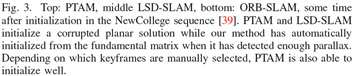 Fig. 3. Top: PTAM, middle LSD-SLAM, bottom: ORB-SLAM, some time
after initialization in the NewCollege sequence [39]. PTAM and LSD-SLAM
initialize a corrupted planar solution while our method has automatically
initialized from the fundamental matrix when it has detected enough parallax.
Depending on which keyframes are manually selected, PTAM is also able to
initialize well.